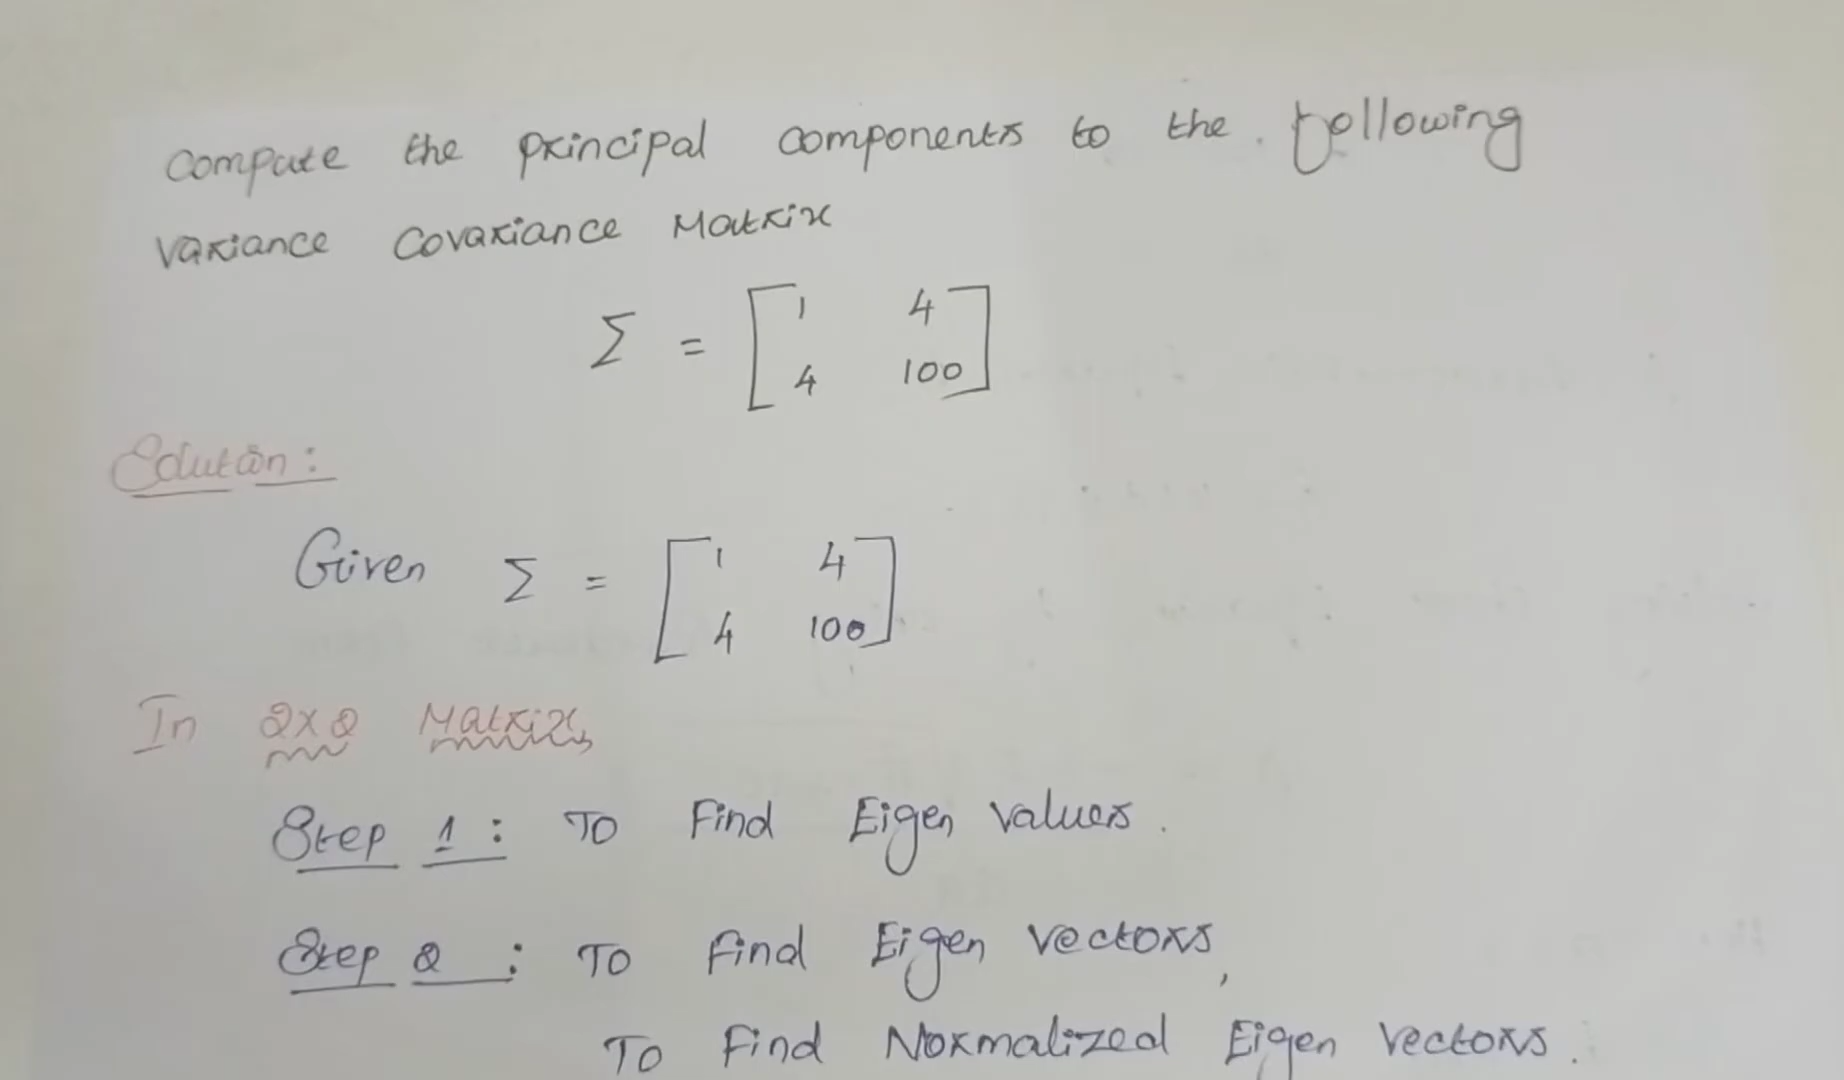 Compute the principal components to the following
Variance Covariance Matrix
Σ = [1 4
4 100]
Solution:
Given Σ = [1 4
4 100]
In 2x2 Matrix,
Step 1: To Find Eigen Values.
Step 2: To Find Eigen Vectors,
To Find Normalized Eigen Vectors.